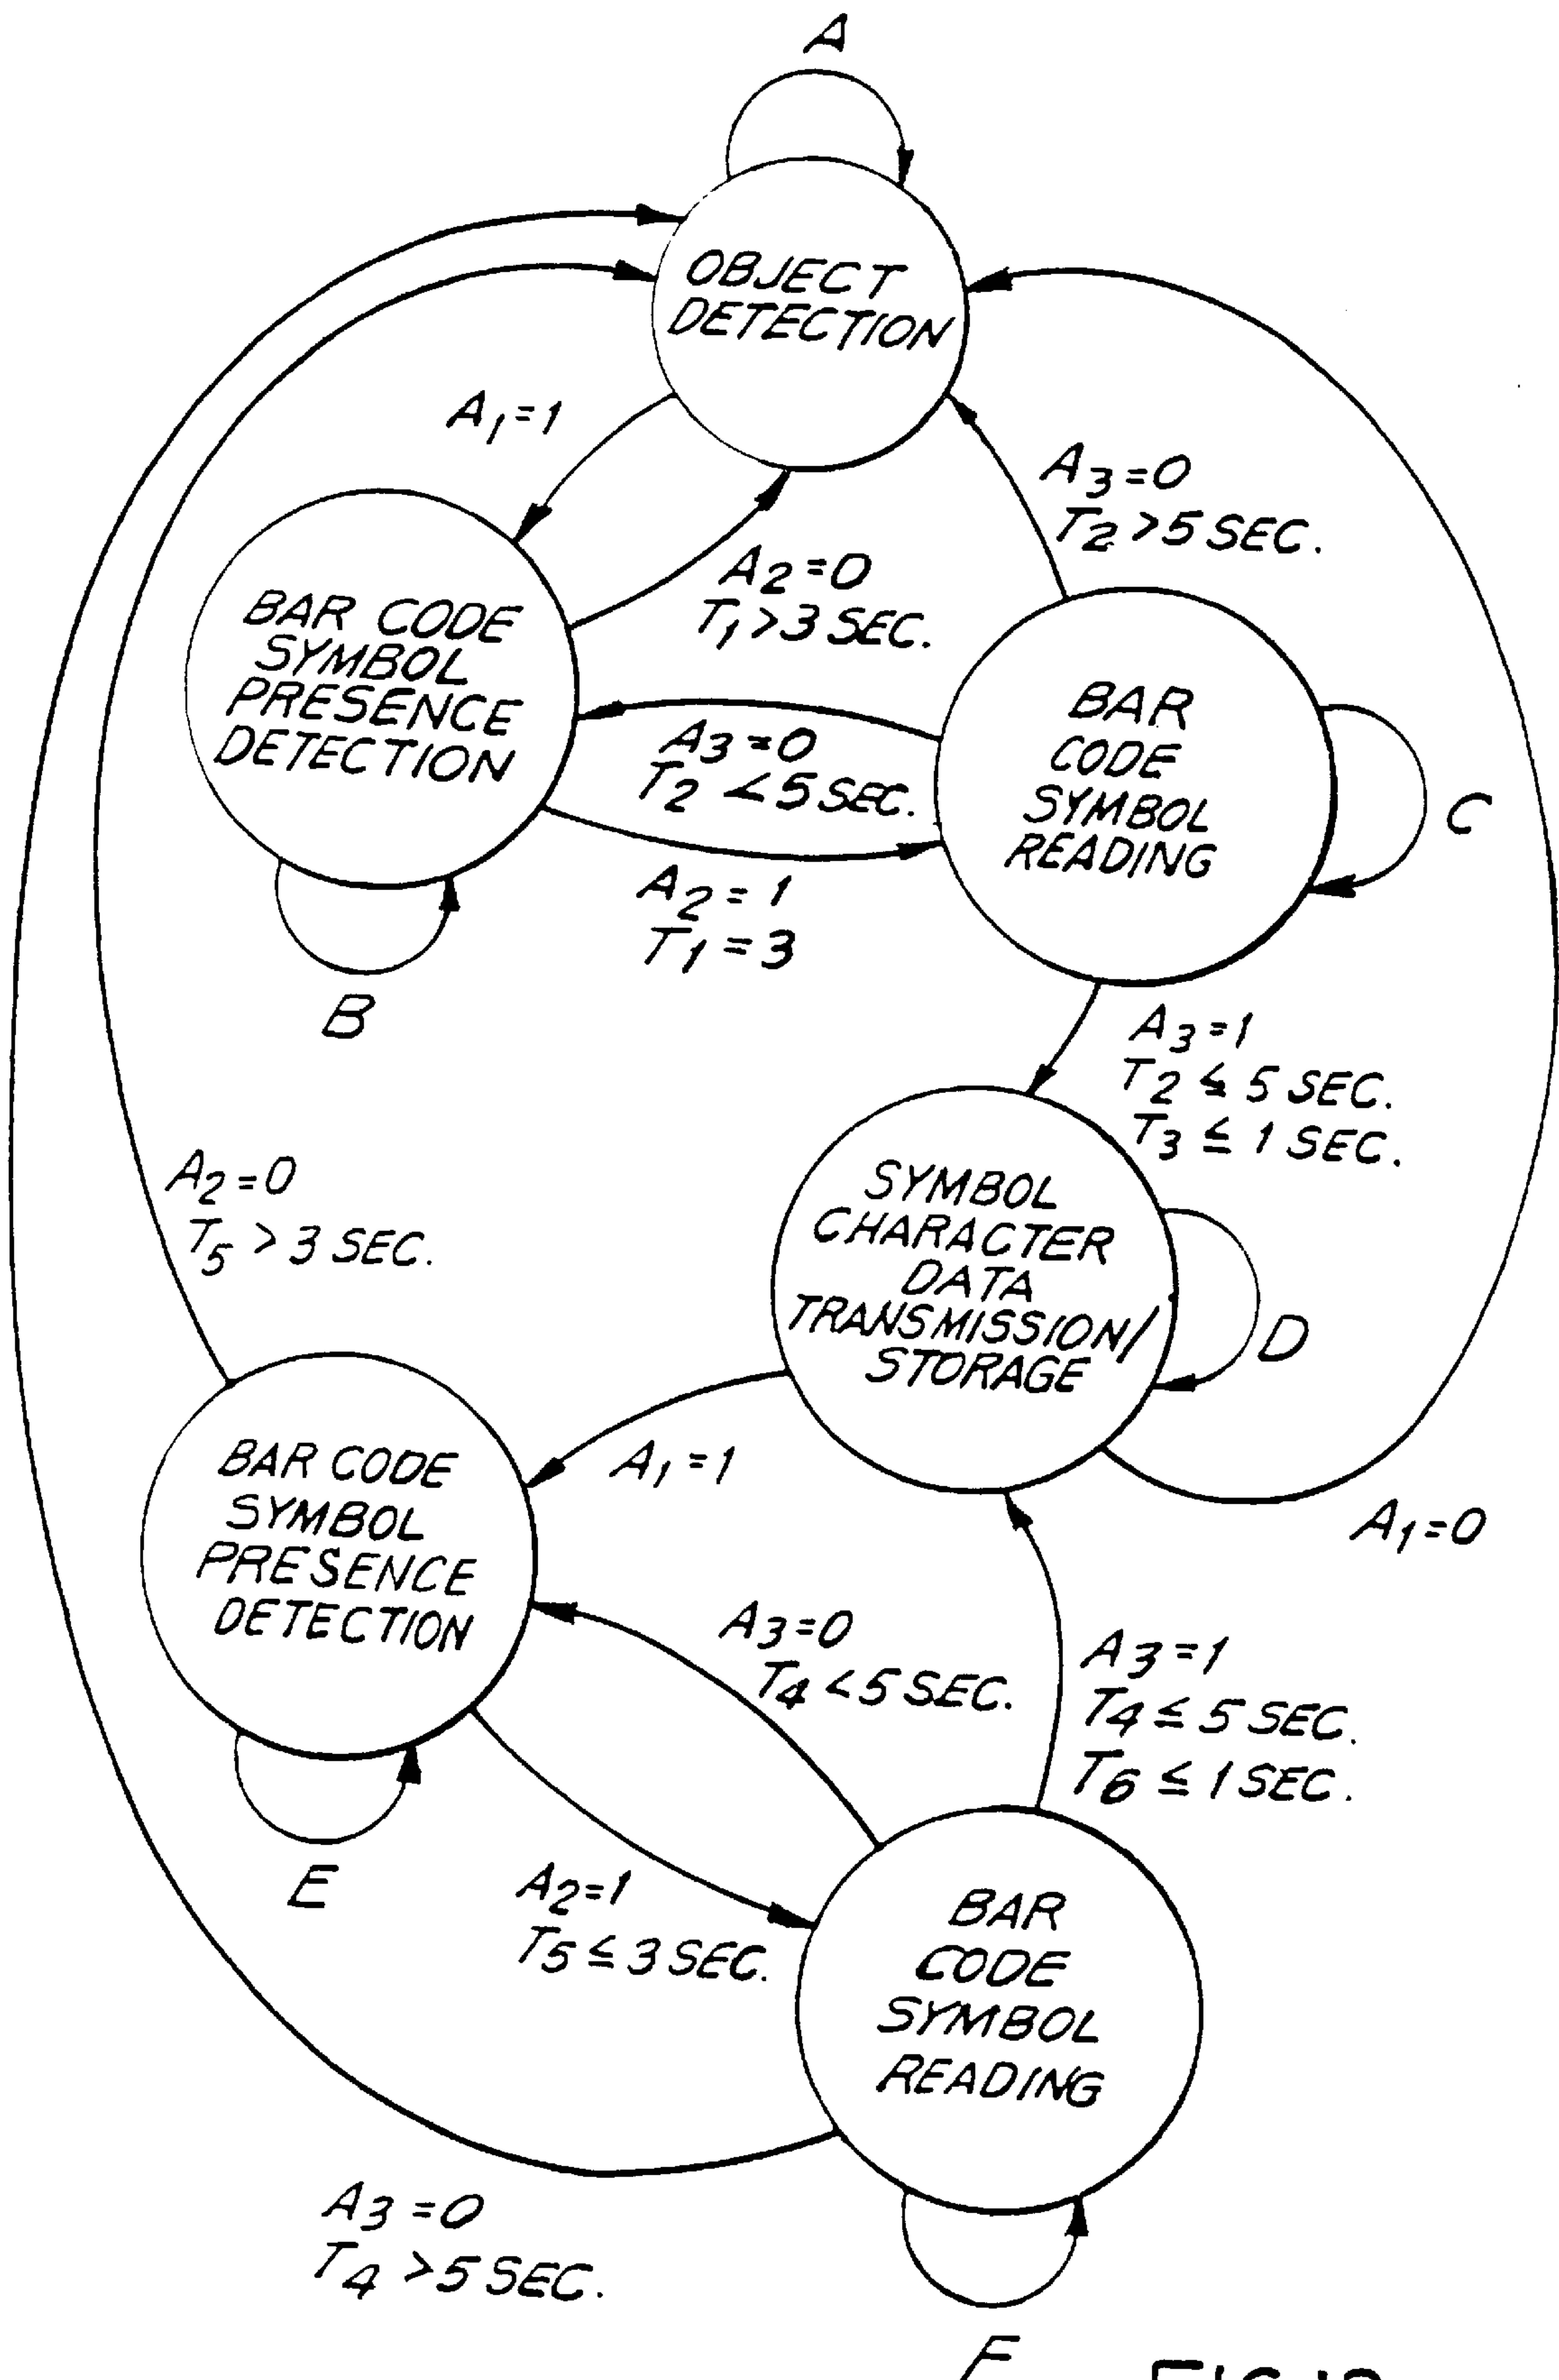 A
OBJECT
DETECTION
A1=1
A3=0
T2>5 SEC.
A2=0
T1>3 SEC.
BAR CODE
SYMBOL
PRESENCE
DETECTION
BAR
CODE
SYMBOL
READING
A3=0
T2<5 SEC.
C
A2=1
T1=3
B
A3=1
T2≤5 SEC.
T3≤1 SEC.
SYMBOL
CHARACTER
DATA
TRANSMISSION/
STORAGE
A2=0
T5>3 SEC.
D
A1=1
A1=0
BAR CODE
SYMBOL
PRESENCE
DETECTION
A3=0
T4<5 SEC.
A3=1
T4≤5 SEC.
T6≤1 SEC.
E
A2=1
T5≤3 SEC.
BAR
CODE
SYMBOL
READING
A3=0
T4>5 SEC.